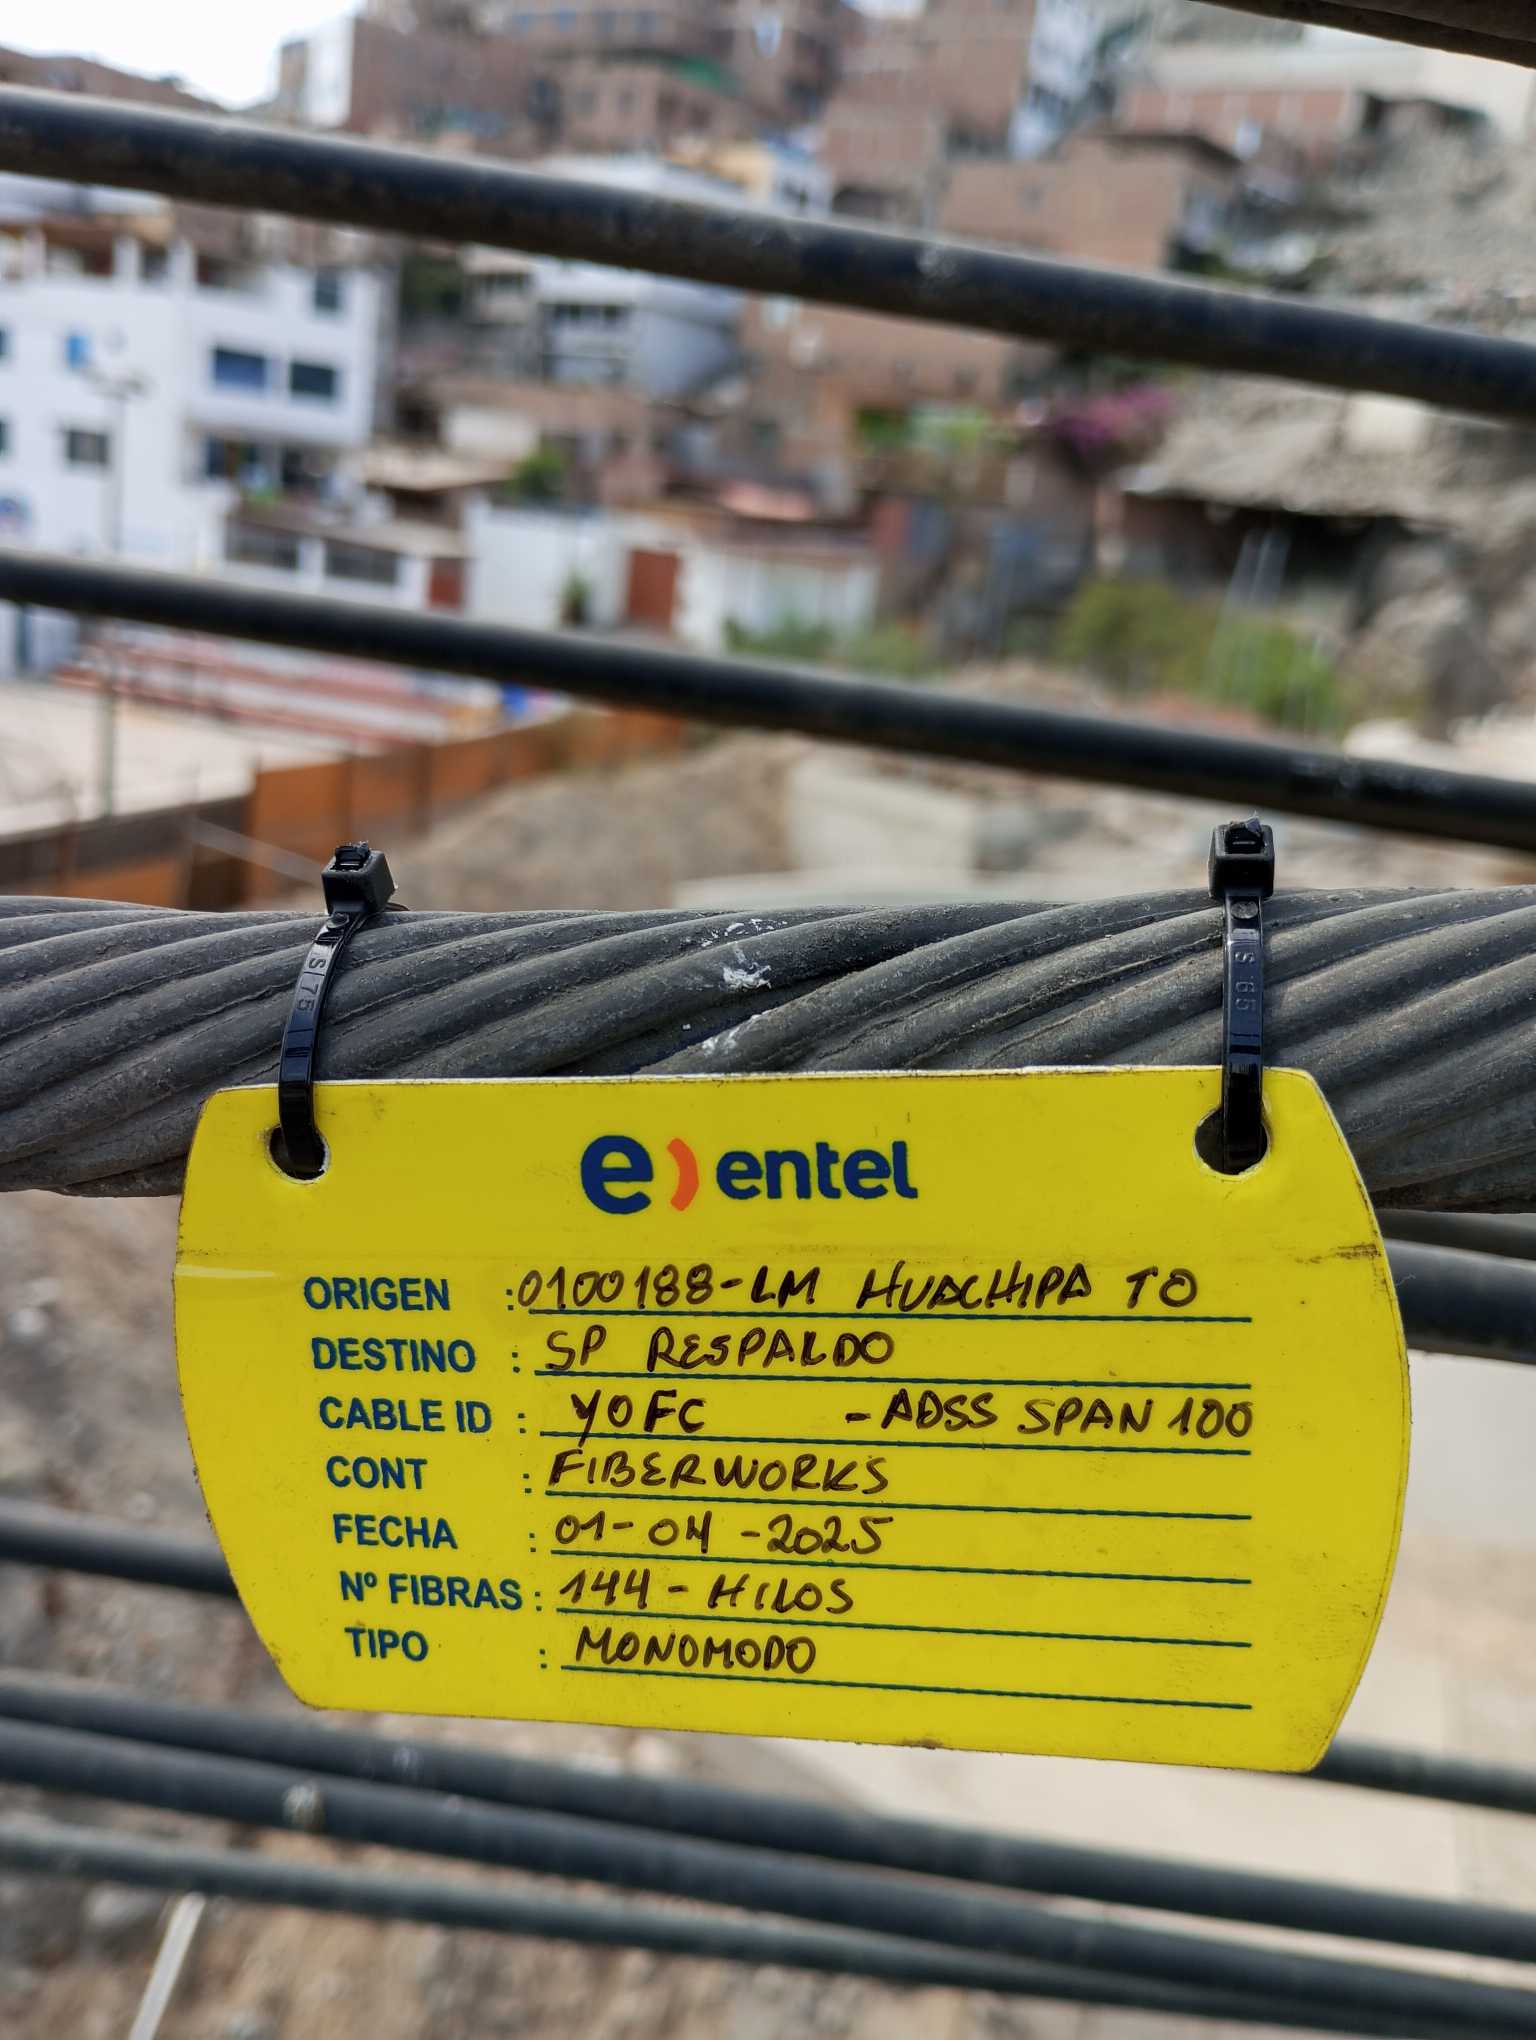 e) entel
ORIGEN : 0100188-LM HUACHIPA TO
DESTINO : SP RESPALDO
CABLE ID : YOFC - ADSS SPAN 100
CONT : FIBERWORKS
FECHA : 01-04-2025
Nº FIBRAS : 144 - HILOS
TIPO : MONOMODO